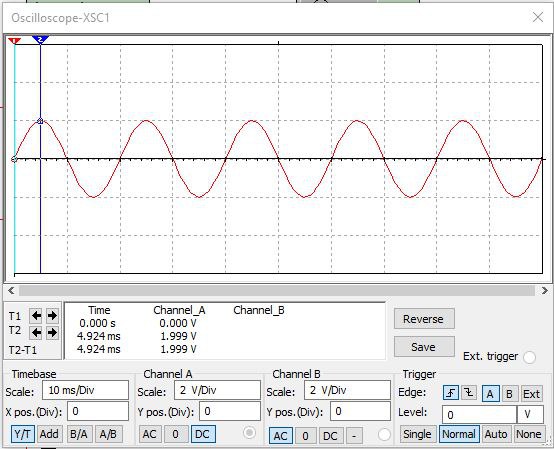 Oscilloscope-XSC1
1 2
T1
T2
T2-T1
Time Channel_A Channel_B
0.000 s 0.000 V
4.924 ms 1.999 V
4.924 ms 1.999 V
Reverse
Save
Ext. trigger
Timebase
Scale: 10 ms/Div
X pos.(Div): 0
Y/T Add B/A A/B
Channel A
Scale: 2 V/Div
Y pos.(Div): 0
AC 0 DC
Channel B
Scale: 2 V/Div
Y pos.(Div): 0
AC 0 DC -
Trigger
Edge: A B Ext
Level: 0 V
Single Normal Auto None